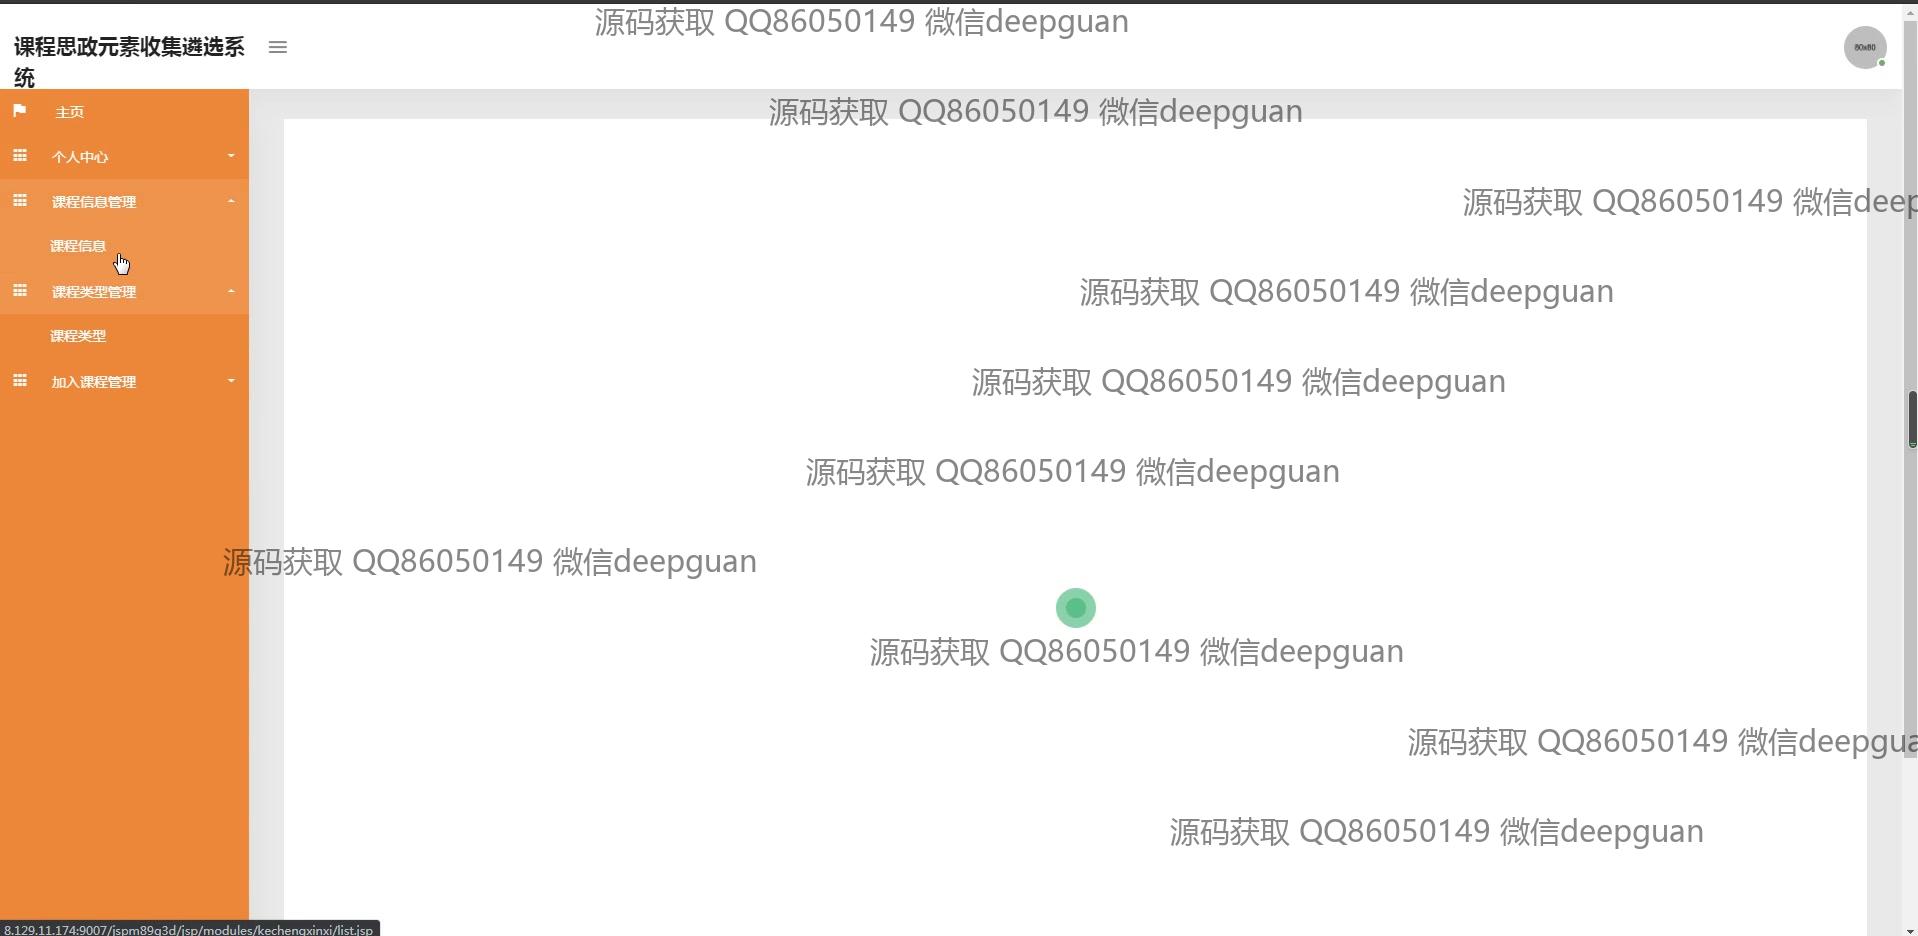 源码获取 QQ86050149 微信deepguan
课程思政元素收集遴选系
统
80x80
主页
源码获取 QQ86050149 微信deepguan
个人中心
课程信息管理
源码获取 QQ86050149 微信deep
课程信息
课程类型管理
源码获取 QQ86050149 微信deepguan
课程类型
加入课程管理
源码获取 QQ86050149 微信deepguan
源码获取 QQ86050149 微信deepguan
源码获取 QQ86050149 微信deepguan
源码获取 QQ86050149 微信deepguan
源码获取 QQ86050149 微信deepgua
源码获取 QQ86050149 微信deepguan
8.129.11.174:9007/jspm89q3d/jsp/modules/kechengxinxi/list.jsp